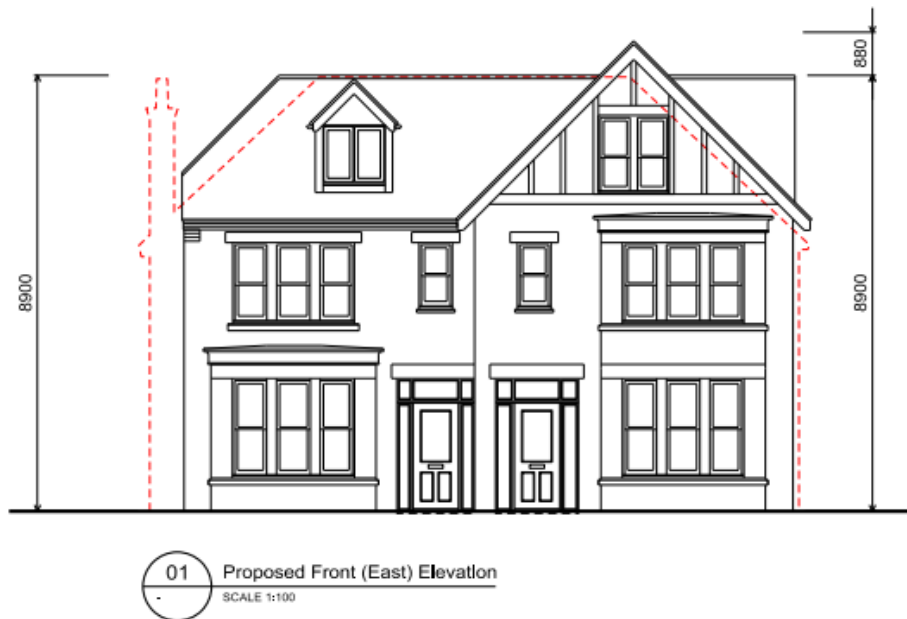 880
8900
8900
01
-
Proposed Front (East) Elevation
SCALE 1:100